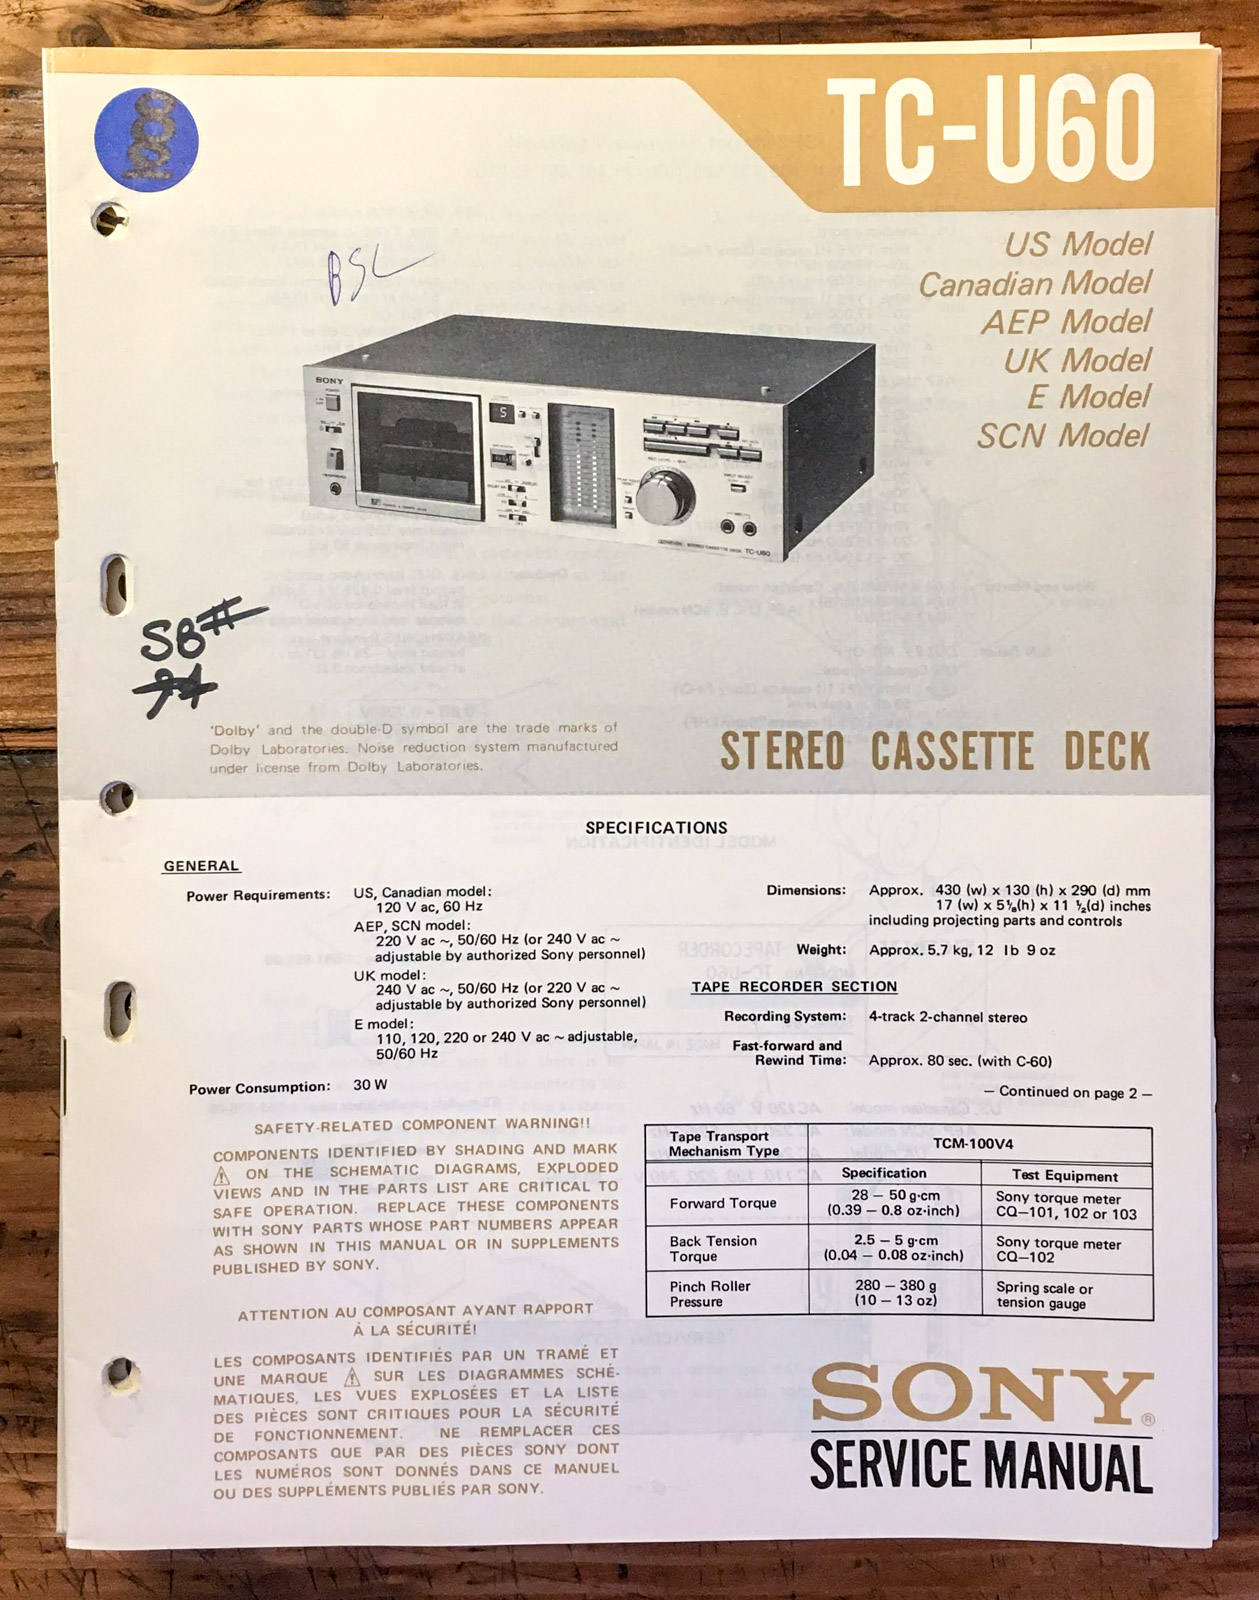 TC-U60
US Model
Canadian Model
AEP Model
UK Model
E Model
SCN Model
BSL
SONY
TC-U60
SB#
94
'Dolby' and the double-D symbol are the trade marks of
Dolby Laboratories. Noise reduction system manufactured
under license from Dolby Laboratories.
STEREO CASSETTE DECK
SPECIFICATIONS
GENERAL
Power Requirements: US, Canadian model:
120 V ac, 60 Hz
AEP, SCN model:
220 V ac ~, 50/60 Hz (or 240 V ac ~
adjustable by authorized Sony personnel)
UK model:
240 V ac ~, 50/60 Hz (or 220 V ac ~
adjustable by authorized Sony personnel)
E model:
110, 120, 220 or 240 V ac ~ adjustable,
50/60 Hz
Power Consumption: 30 W
Dimensions: Approx. 430 (w) x 130 (h) x 290 (d) mm
17 (w) x 5⅛(h) x 11 ½(d) inches
including projecting parts and controls
Weight: Approx. 5.7 kg, 12 lb 9 oz
TAPE RECORDER SECTION
Recording System: 4-track 2-channel stereo
Fast-forward and
Rewind Time: Approx. 80 sec. (with C-60)
— Continued on page 2 —
SAFETY-RELATED COMPONENT WARNING!!
COMPONENTS IDENTIFIED BY SHADING AND MARK
⚠ ON THE SCHEMATIC DIAGRAMS, EXPLODED
VIEWS AND IN THE PARTS LIST ARE CRITICAL TO
SAFE OPERATION. REPLACE THESE COMPONENTS
WITH SONY PARTS WHOSE PART NUMBERS APPEAR
AS SHOWN IN THIS MANUAL OR IN SUPPLEMENTS
PUBLISHED BY SONY.
ATTENTION AU COMPOSANT AYANT RAPPORT
À LA SÉCURITÉ!
LES COMPOSANTS IDENTIFIÉS PAR UN TRAMÉ ET
UNE MARQUE ⚠ SUR LES DIAGRAMMES SCHÉ-
MATIQUES, LES VUES EXPLOSÉES ET LA LISTE
DES PIÈCES SONT CRITIQUES POUR LA SÉCURITÉ
DE FONCTIONNEMENT. NE REMPLACER CES
COMPOSANTS QUE PAR DES PIÈCES SONY DONT
LES NUMÉROS SONT DONNÉS DANS CE MANUEL
OU DES SUPPLÉMENTS PUBLIÉS PAR SONY.
Tape Transport
Mechanism Type TCM-100V4
Specification Test Equipment
Forward Torque 28 – 50 g·cm
(0.39 – 0.8 oz·inch) Sony torque meter
CQ–101, 102 or 103
Back Tension
Torque 2.5 – 5 g·cm
(0.04 – 0.08 oz·inch) Sony torque meter
CQ–102
Pinch Roller
Pressure 280 – 380 g
(10 – 13 oz) Spring scale or
tension gauge
SONY®
SERVICE MANUAL